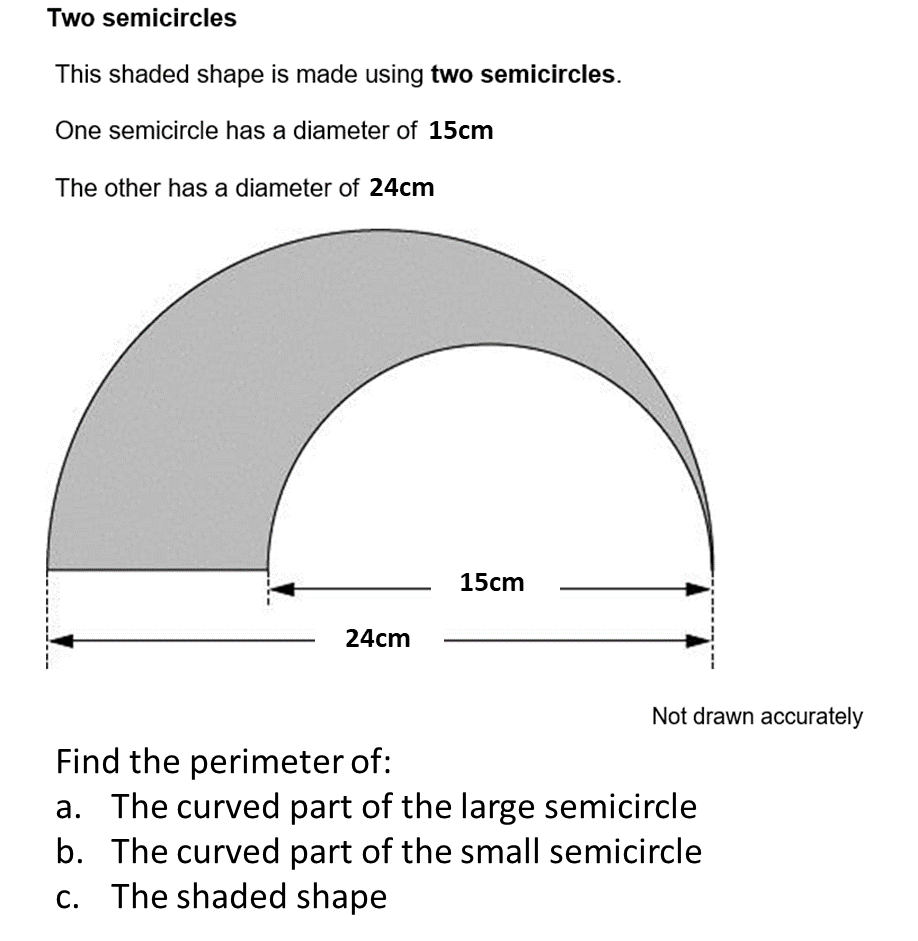 Two semicircles
This shaded shape is made using two semicircles.
One semicircle has a diameter of 15cm
The other has a diameter of 24cm
15cm
24cm
Not drawn accurately
Find the perimeter of:
a. The curved part of the large semicircle
b. The curved part of the small semicircle
c. The shaded shape